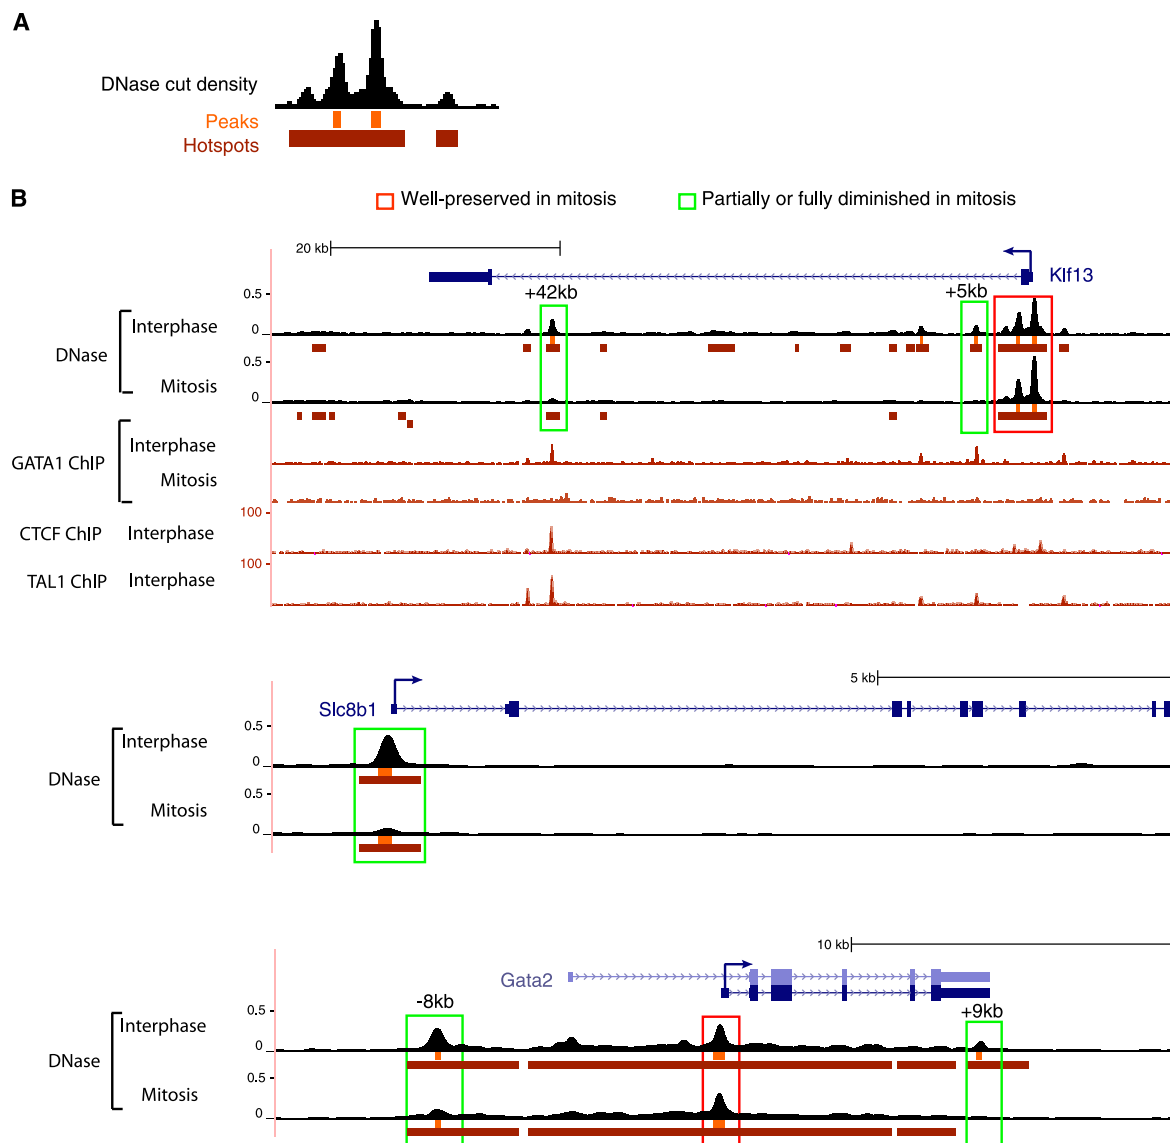 A
DNase cut density
Peaks
Hotspots
B
Well-preserved in mitosis
Partially or fully diminished in mitosis
20 kb
Klf13
+42kb
+5kb
0.5
Interphase
0
DNase
0.5
Mitosis
0
Interphase
GATA1 ChIP
Mitosis
100
CTCF ChIP Interphase
100
TAL1 ChIP Interphase
5 kb
Slc8b1
0.5
Interphase
0
DNase
0.5
Mitosis
0
10 kb
Gata2
-8kb
+9kb
0.5
Interphase
0
DNase
0.5
Mitosis
0